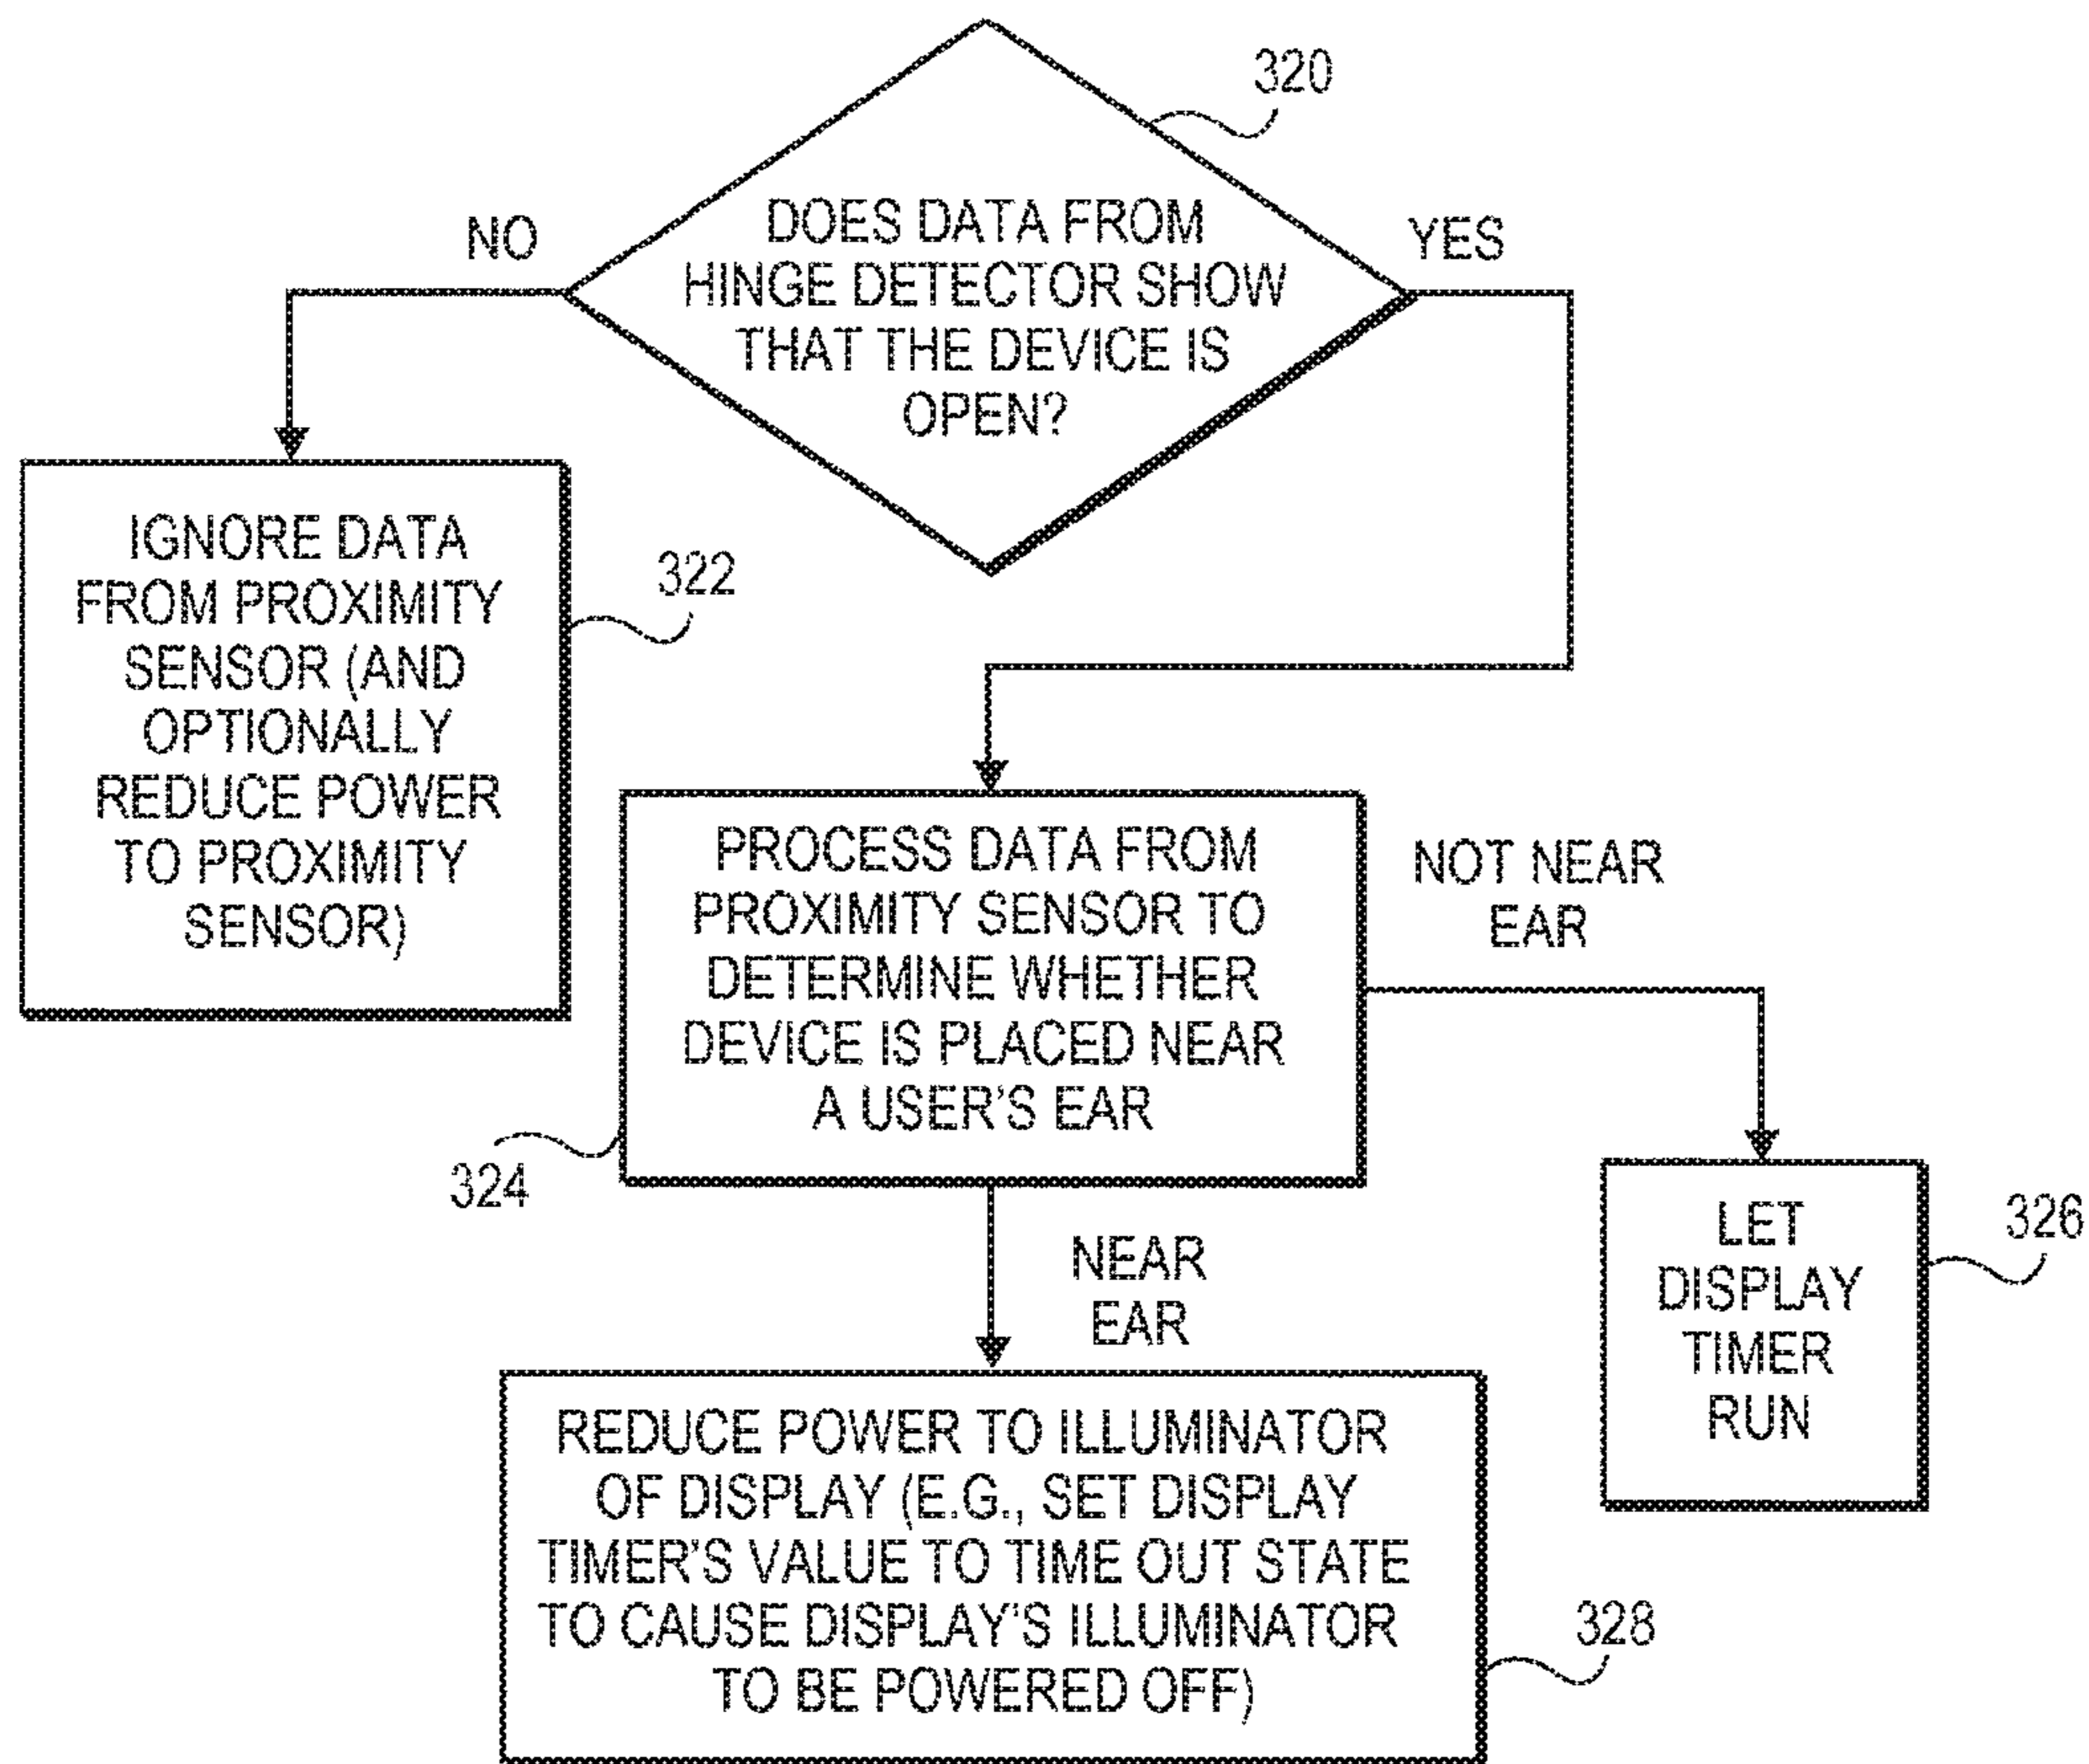 320
DOES DATA FROM
HINGE DETECTOR SHOW
THAT THE DEVICE IS
OPEN?
NO
YES
IGNORE DATA
FROM PROXIMITY
SENSOR (AND
OPTIONALLY
REDUCE POWER
TO PROXIMITY
SENSOR)
322
PROCESS DATA FROM
PROXIMITY SENSOR TO
DETERMINE WHETHER
DEVICE IS PLACED NEAR
A USER'S EAR
324
NOT NEAR
EAR
LET
DISPLAY
TIMER
RUN
326
NEAR
EAR
REDUCE POWER TO ILLUMINATOR
OF DISPLAY (E.G., SET DISPLAY
TIMER'S VALUE TO TIME OUT STATE
TO CAUSE DISPLAY'S ILLUMINATOR
TO BE POWERED OFF)
328